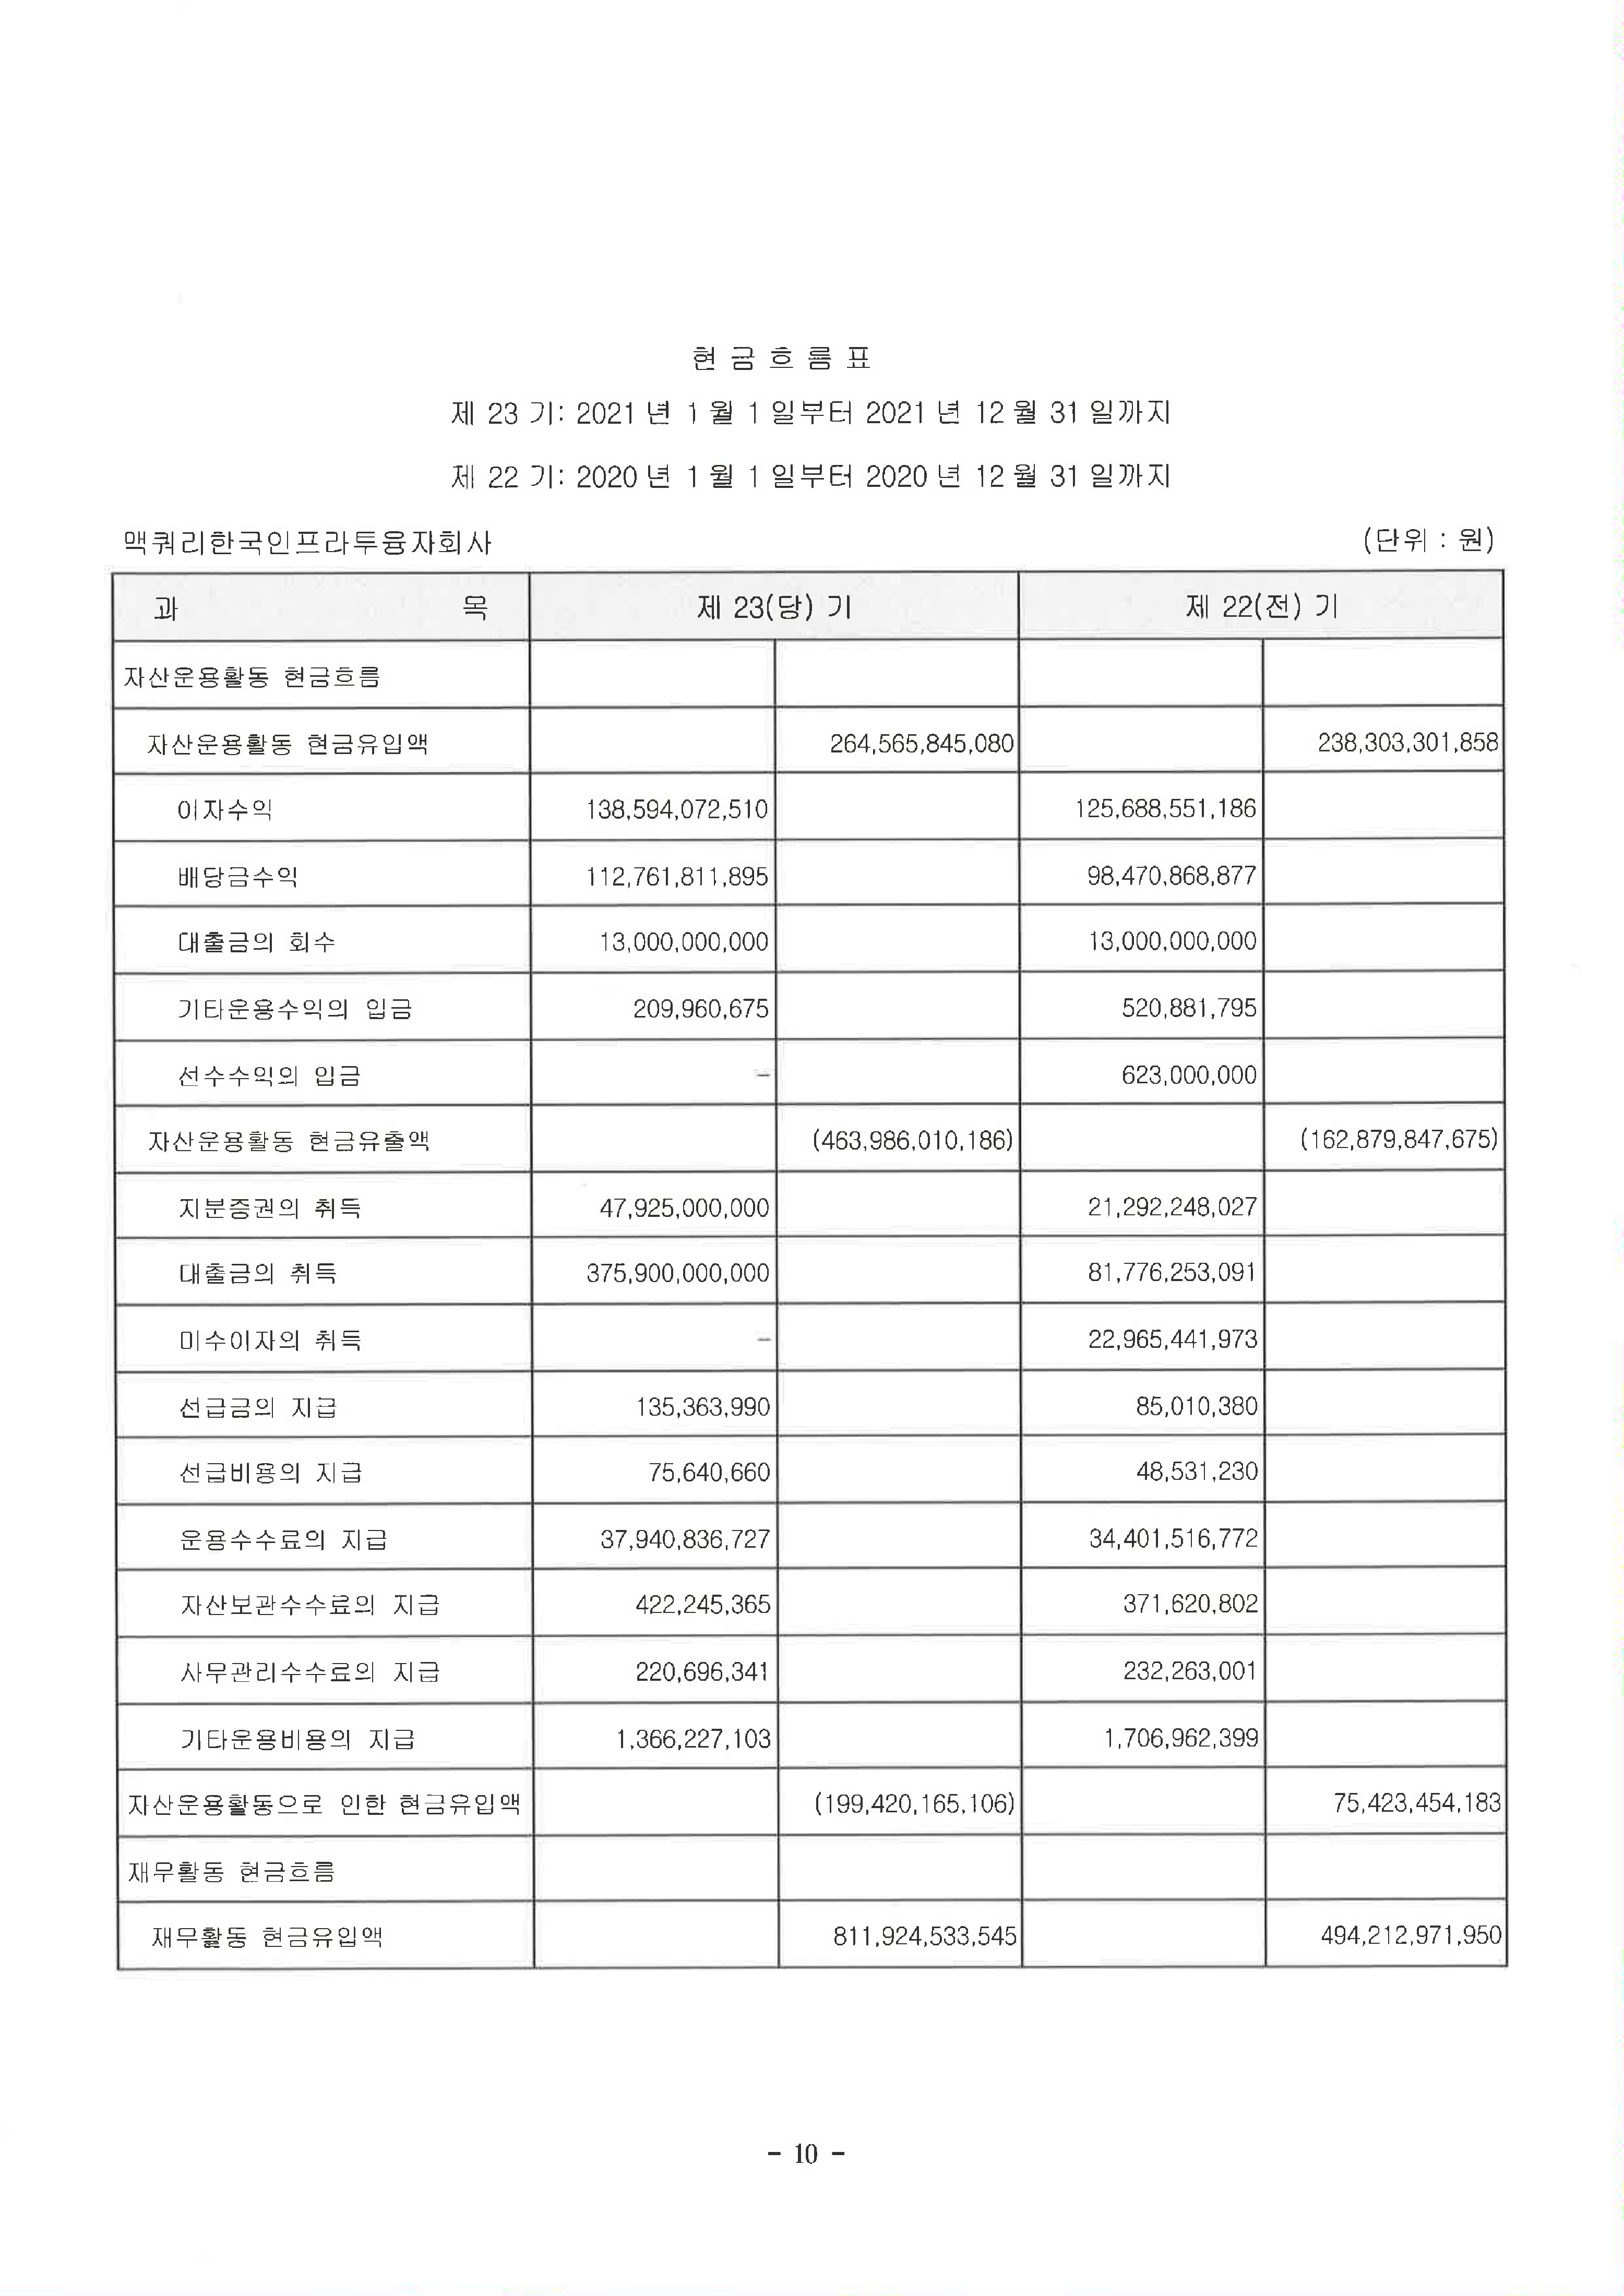 현 금 흐 름 표
제 23 기: 2021 년 1 월 1 일부터 2021 년 12 월 31 일까지
제 22 기: 2020 년 1 월 1 일부터 2020 년 12 월 31 일까지
맥쿼리한국인프라투융자회사 (단위 : 원)
과 목 제 23(당) 기 제 22(전) 기
자산운용활동 현금흐름
자산운용활동 현금유입액 264,565,845,080 238,303,301,858
이자수익 138,594,072,510 125,688,551,186
배당금수익 112,761,811,895 98,470,868,877
대출금의 회수 13,000,000,000 13,000,000,000
기타운용수익의 입금 209,960,675 520,881,795
선수수익의 입금 - 623,000,000
자산운용활동 현금유출액 (463,986,010,186) (162,879,847,675)
지분증권의 취득 47,925,000,000 21,292,248,027
대출금의 취득 375,900,000,000 81,776,253,091
미수이자의 취득 - 22,965,441,973
선급금의 지급 135,363,990 85,010,380
선급비용의 지급 75,640,660 48,531,230
운용수수료의 지급 37,940,836,727 34,401,516,772
자산보관수수료의 지급 422,245,365 371,620,802
사무관리수수료의 지급 220,696,341 232,263,001
기타운용비용의 지급 1,366,227,103 1,706,962,399
자산운용활동으로 인한 현금유입액 (199,420,165,106) 75,423,454,183
재무활동 현금흐름
재무활동 현금유입액 811,924,533,545 494,212,971,950
- 10 -